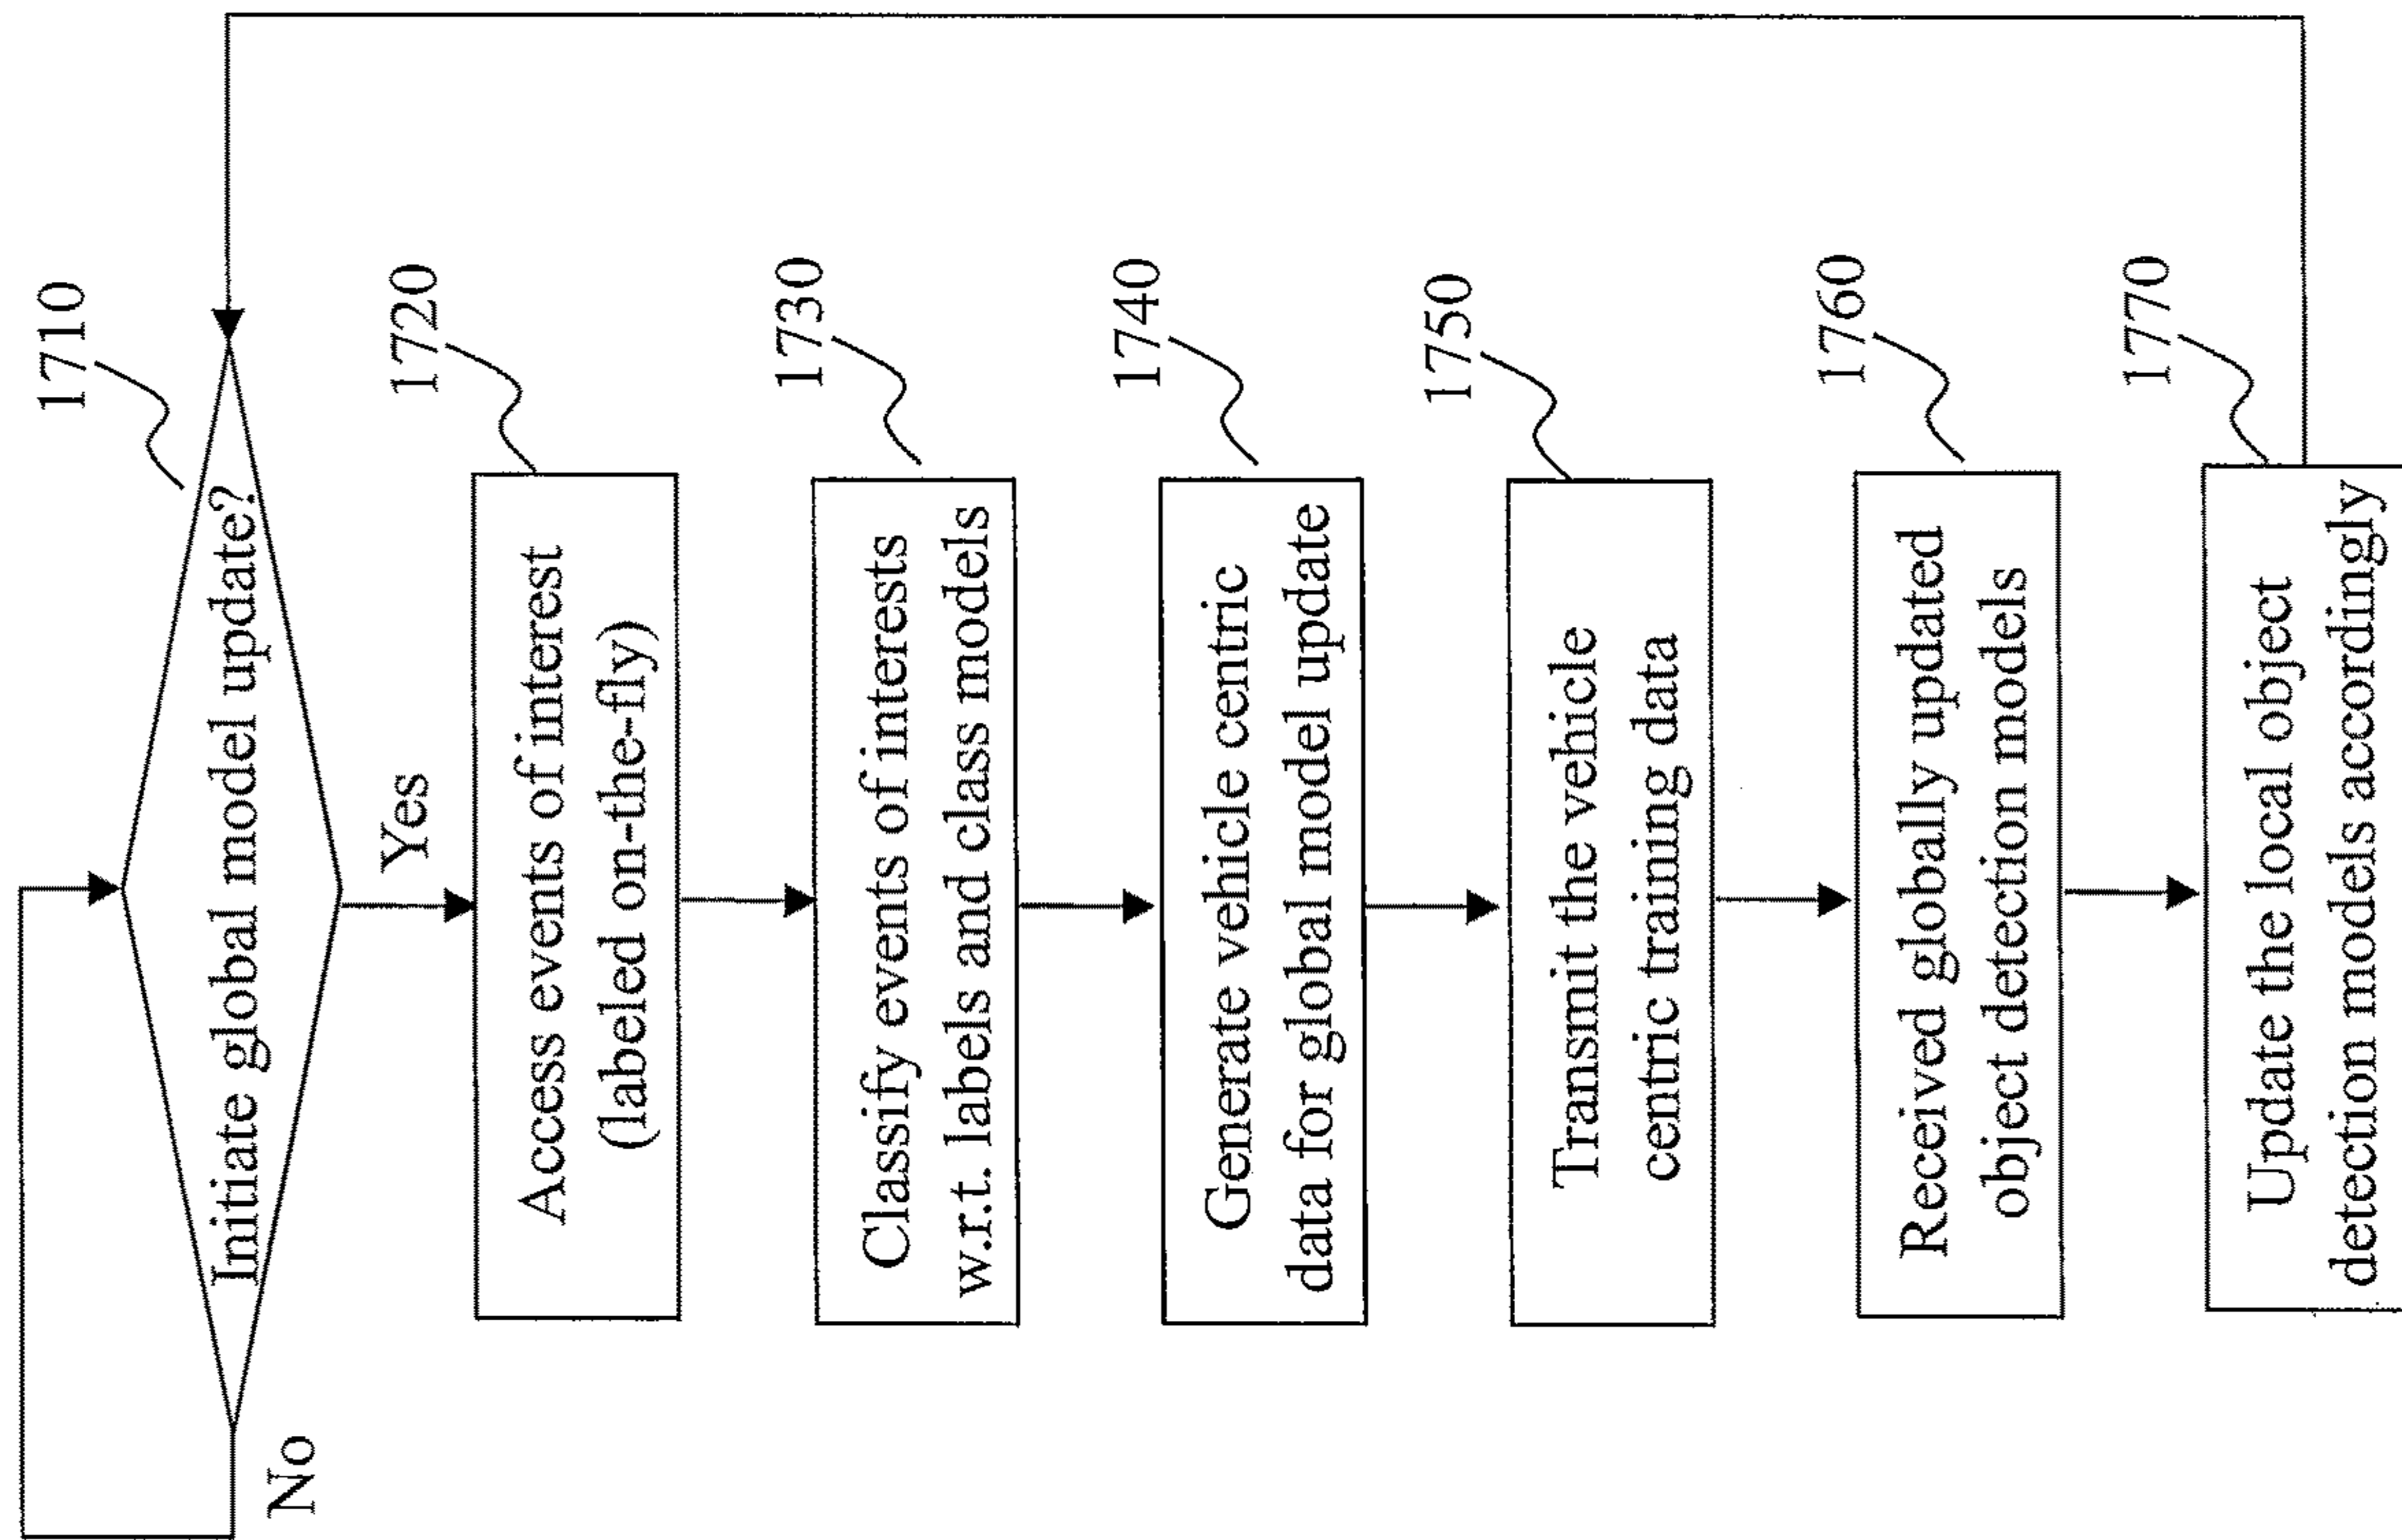 1710
Initiate global model update?
No
Yes
1720
Access events of interest
(labeled on-the-fly)
1730
Classify events of interests
w.r.t. labels and class models
1740
Generate vehicle centric
data for global model update
1750
Transmit the vehicle
centric training data
1760
Received globally updated
object detection models
1770
Update the local object
detection models accordingly